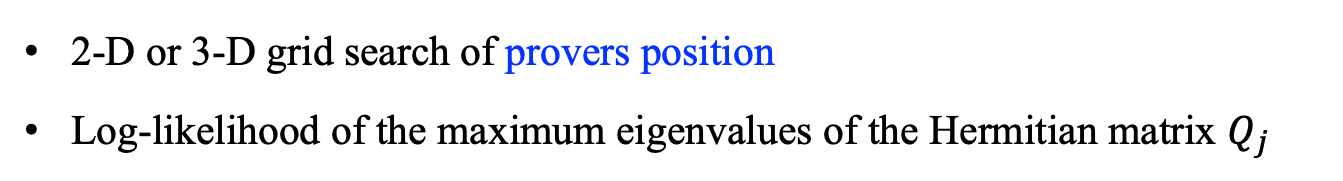 • 2-D or 3-D grid search of provers position
• Log-likelihood of the maximum eigenvalues of the Hermitian matrix Qj